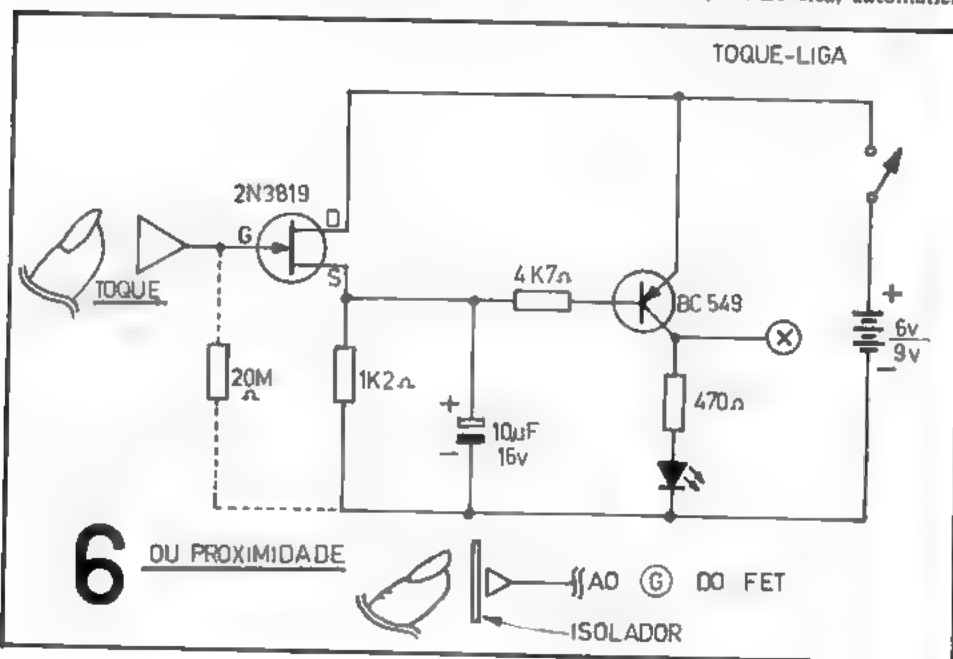 TOQUE-LIGA
2N3819
D
G
S
TOQUE
4K7Ω
BC 549
X
+
6v
9v
-
20M
Ω
1K2Ω
+
10µF
-
16v
470Ω
6
OU PROXIMIDADE
AO G DO FET
ISOLADOR